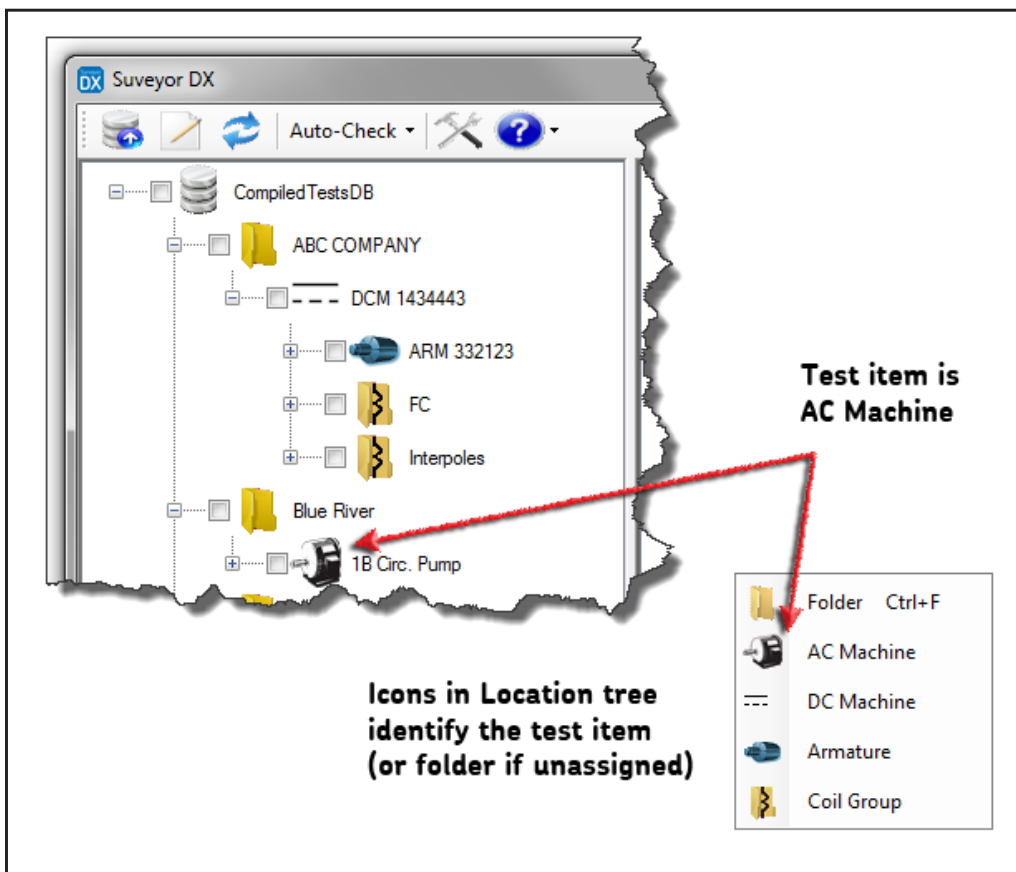 DX Suveyor DX
Auto-Check
?
CompiledTestsDB
ABC COMPANY
DCM 1434443
ARM 332123
FC
Interpoles
Blue River
1B Circ. Pump
Test item is
AC Machine
Icons in Location tree
identify the test item
(or folder if unassigned)
Folder Ctrl+F
AC Machine
DC Machine
Armature
Coil Group